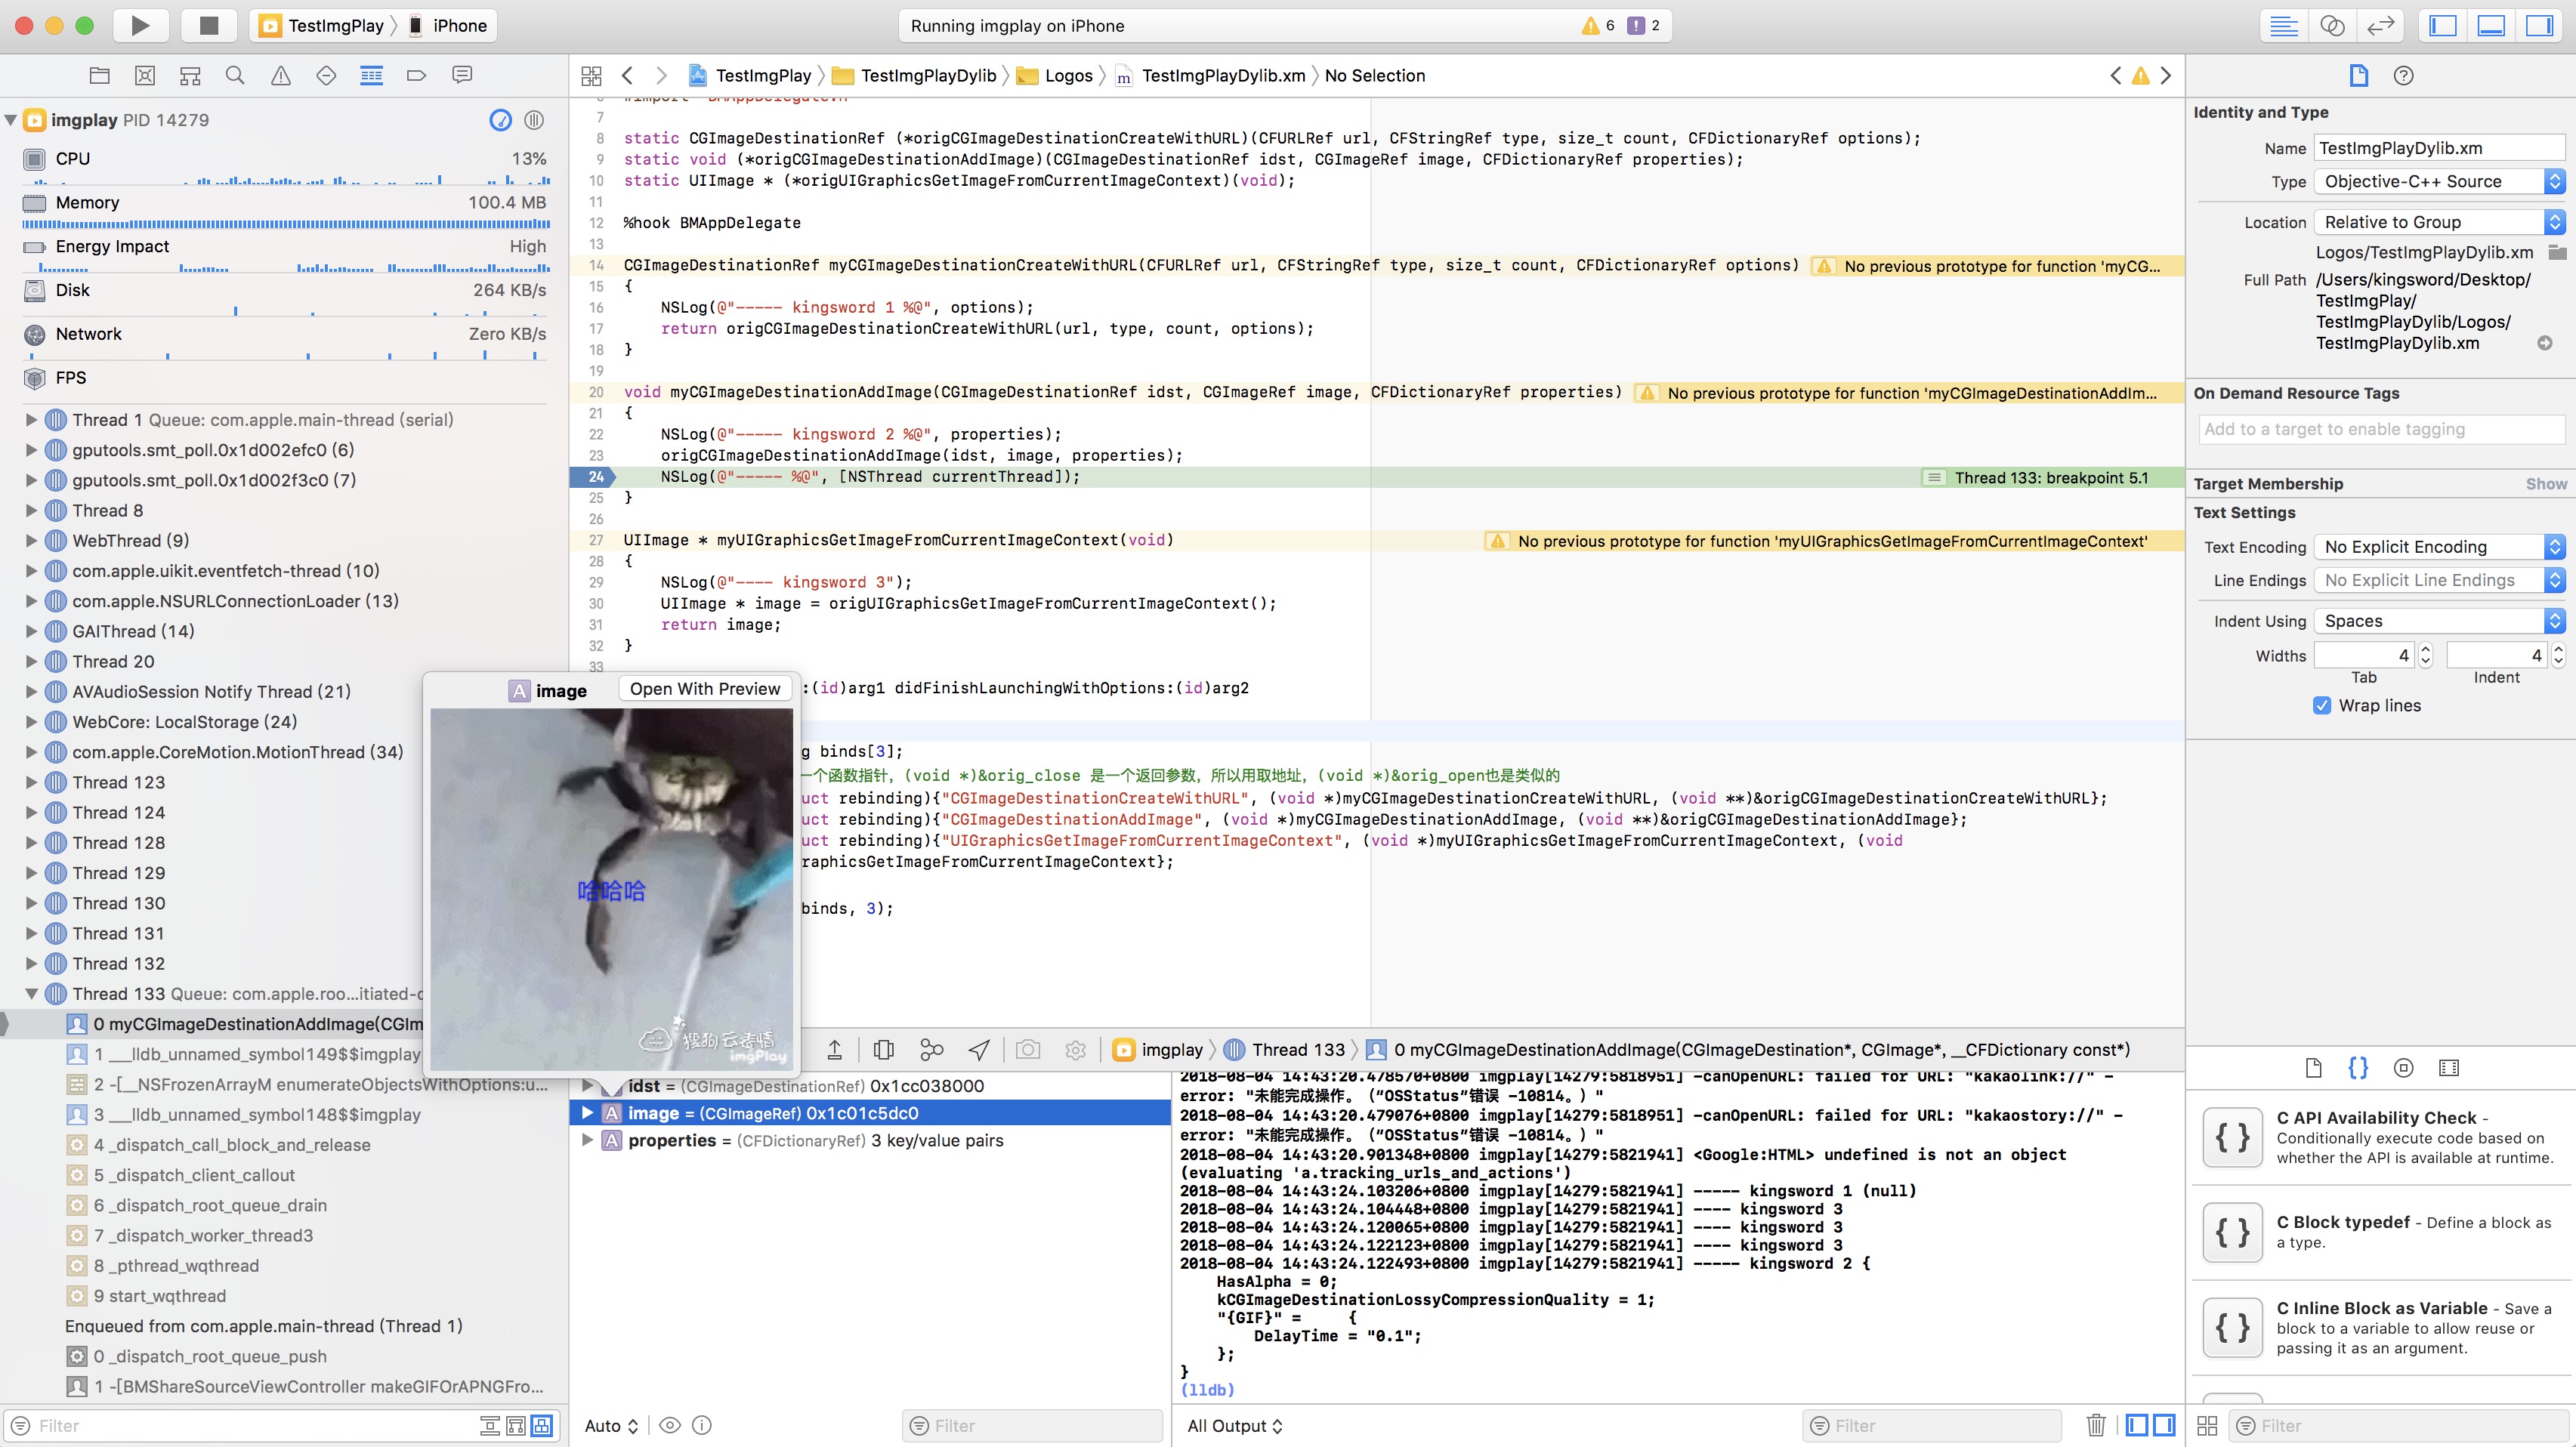 TestImgPlay
iPhone
Running imgplay on iPhone
6
2
TestImgPlay
TestImgPlayDylib
Logos
TestImgPlayDylib.xm
No Selection
imgplay PID 14279
CPU
13%
Memory
100.4 MB
Energy Impact
High
Disk
264 KB/s
Network
Zero KB/s
FPS
Thread 1 Queue: com.apple.main-thread (serial)
gputools.smt_poll.0x1d002efc0 (6)
gputools.smt_poll.0x1d002f3c0 (7)
Thread 8
WebThread (9)
com.apple.uikit.eventfetch-thread (10)
com.apple.NSURLConnectionLoader (13)
GAIThread (14)
Thread 20
AVAudioSession Notify Thread (21)
WebCore: LocalStorage (24)
com.apple.CoreMotion.MotionThread (34)
Thread 123
Thread 124
Thread 128
Thread 129
Thread 130
Thread 131
Thread 132
Thread 133 Queue: com.apple.roo...itiated-c
0 myCGImageDestinationAddImage(CGIm
1 ___lldb_unnamed_symbol149$$imgplay
2 -[__NSFrozenArrayM enumerateObjectsWithOptions:u...
3 ___lldb_unnamed_symbol148$$imgplay
4 _dispatch_call_block_and_release
5 _dispatch_client_callout
6 _dispatch_root_queue_drain
7 _dispatch_worker_thread3
8 _pthread_wqthread
9 start_wqthread
Enqueued from com.apple.main-thread (Thread 1)
0 _dispatch_root_queue_push
1 -[BMShareSourceViewController makeGIFOrAPNGFro...
Filter
7
8 static CGImageDestinationRef (*origCGImageDestinationCreateWithURL)(CFURLRef url, CFStringRef type, size_t count, CFDictionaryRef options);
9 static void (*origCGImageDestinationAddImage)(CGImageDestinationRef idst, CGImageRef image, CFDictionaryRef properties);
10 static UIImage * (*origUIGraphicsGetImageFromCurrentImageContext)(void);
11
12 %hook BMAppDelegate
13
14 CGImageDestinationRef myCGImageDestinationCreateWithURL(CFURLRef url, CFStringRef type, size_t count, CFDictionaryRef options) No previous prototype for function 'myCG...
15 {
16 NSLog(@"----- kingsword 1 %@", options);
17 return origCGImageDestinationCreateWithURL(url, type, count, options);
18 }
19
20 void myCGImageDestinationAddImage(CGImageDestinationRef idst, CGImageRef image, CFDictionaryRef properties) No previous prototype for function 'myCGImageDestinationAddIm...
21 {
22 NSLog(@"----- kingsword 2 %@", properties);
23 origCGImageDestinationAddImage(idst, image, properties);
24 NSLog(@"----- %@", [NSThread currentThread]); Thread 133: breakpoint 5.1
25 }
26
27 UIImage * myUIGraphicsGetImageFromCurrentImageContext(void) No previous prototype for function 'myUIGraphicsGetImageFromCurrentImageContext'
28 {
29 NSLog(@"---- kingsword 3");
30 UIImage * image = origUIGraphicsGetImageFromCurrentImageContext();
31 return image;
32 }
33
:(id)arg1 didFinishLaunchingWithOptions:(id)arg2
g binds[3];
一个函数指针，(void *)&orig_close 是一个返回参数，所以用取地址，(void *)&orig_open也是类似的
uct rebinding){"CGImageDestinationCreateWithURL", (void *)myCGImageDestinationCreateWithURL, (void **)&origCGImageDestinationCreateWithURL};
uct rebinding){"CGImageDestinationAddImage", (void *)myCGImageDestinationAddImage, (void **)&origCGImageDestinationAddImage};
uct rebinding){"UIGraphicsGetImageFromCurrentImageContext", (void *)myUIGraphicsGetImageFromCurrentImageContext, (void
raphicsGetImageFromCurrentImageContext};
binds, 3);
A image
Open With Preview
哈哈哈
搜狗云表情
imgPlay
imgplay
Thread 133
0 myCGImageDestinationAddImage(CGImageDestination*, CGImage*, __CFDictionary const*)
idst = (CGImageDestinationRef) 0x1cc038000
A image = (CGImageRef) 0x1c01c5dc0
A properties = (CFDictionaryRef) 3 key/value pairs
Auto
Filter
2018-08-04 14:43:20.478570+0800 imgplay[14279:5818951] -canOpenURL: failed for URL: "kakaolink://" -
error: "未能完成操作。（“OSStatus”错误 -10814。）"
2018-08-04 14:43:20.479076+0800 imgplay[14279:5818951] -canOpenURL: failed for URL: "kakaostory://" -
error: "未能完成操作。（“OSStatus”错误 -10814。）"
2018-08-04 14:43:20.901348+0800 imgplay[14279:5821941] <Google:HTML> undefined is not an object
(evaluating 'a.tracking_urls_and_actions')
2018-08-04 14:43:24.103206+0800 imgplay[14279:5821941] ----- kingsword 1 (null)
2018-08-04 14:43:24.104448+0800 imgplay[14279:5821941] ---- kingsword 3
2018-08-04 14:43:24.120065+0800 imgplay[14279:5821941] ---- kingsword 3
2018-08-04 14:43:24.122123+0800 imgplay[14279:5821941] ---- kingsword 3
2018-08-04 14:43:24.122493+0800 imgplay[14279:5821941] ----- kingsword 2 {
HasAlpha = 0;
kCGImageDestinationLossyCompressionQuality = 1;
"{GIF}" = {
DelayTime = "0.1";
};
}
(lldb)
All Output
Filter
Identity and Type
Name TestImgPlayDylib.xm
Type Objective-C++ Source
Location Relative to Group
Logos/TestImgPlayDylib.xm
Full Path /Users/kingsword/Desktop/
TestImgPlay/
TestImgPlayDylib/Logos/
TestImgPlayDylib.xm
On Demand Resource Tags
Add to a target to enable tagging
Target Membership Show
Text Settings
Text Encoding No Explicit Encoding
Line Endings No Explicit Line Endings
Indent Using Spaces
Widths 4 4
Tab Indent
Wrap lines
C API Availability Check -
Conditionally execute code based on
whether the API is available at runtime.
C Block typedef - Define a block as
a type.
C Inline Block as Variable - Save a
block to a variable to allow reuse or
passing it as an argument.
Filter